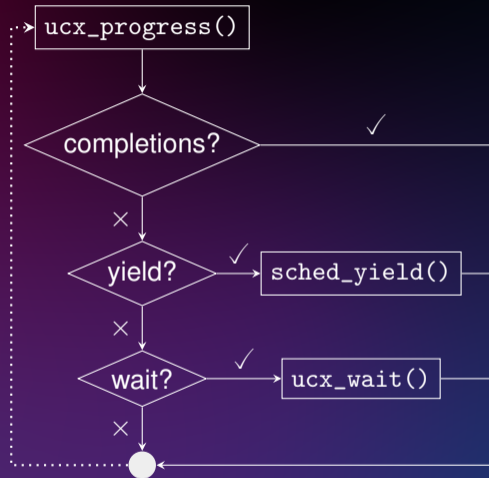 ucx_progress()
completions?
✓
×
yield?
✓
sched_yield()
×
wait?
✓
ucx_wait()
×